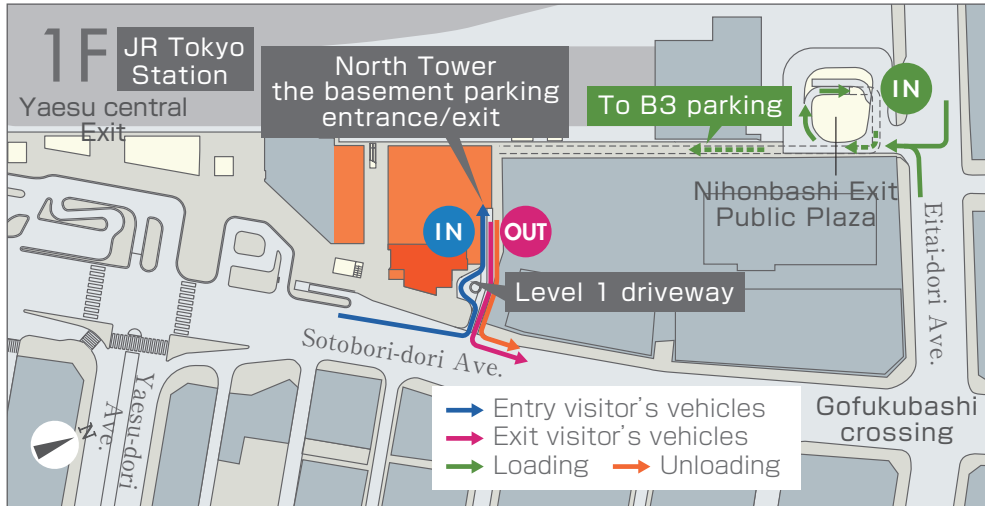 1F
JR Tokyo
Station
Yaesu central
Exit
North Tower
the basement parking
entrance/exit
To B3 parking
IN
Nihonbashi Exit
Public Plaza
IN
OUT
Level 1 driveway
Eitai-dori Ave.
Sotobori-dori Ave.
Yaesu-dori
Ave.
N
Gofukubashi
crossing
Entry visitor's vehicles
Exit visitor's vehicles
Loading
Unloading